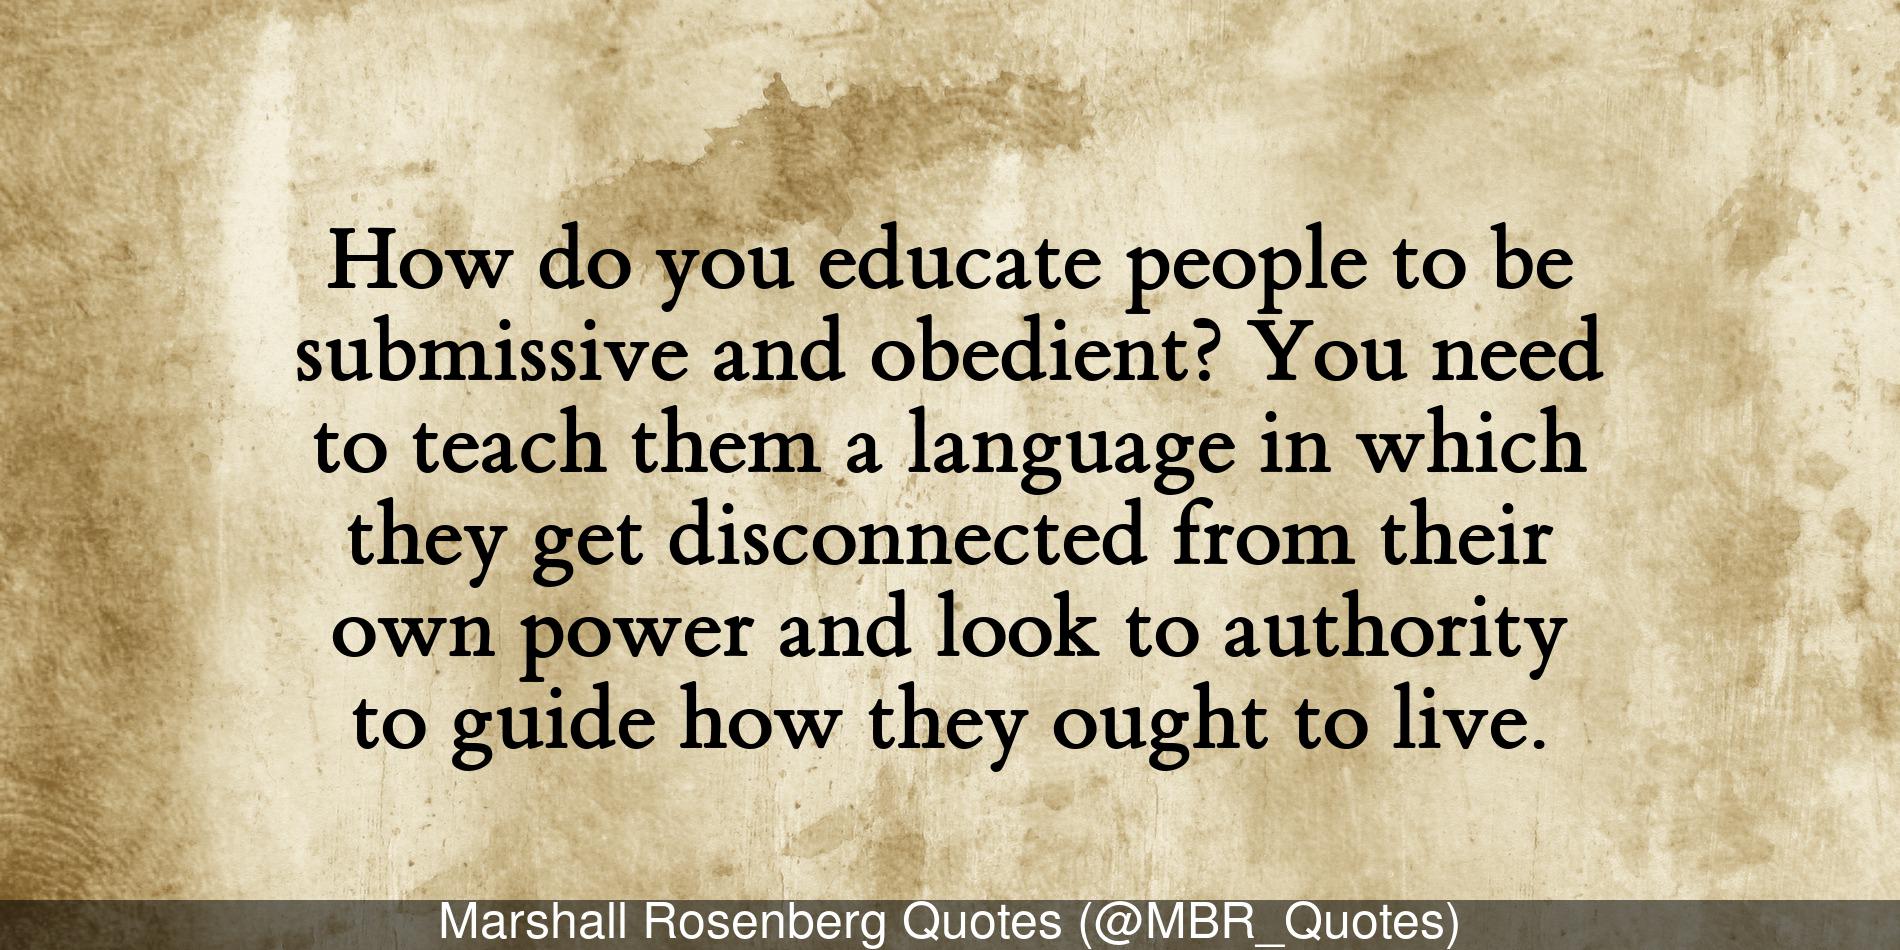 How do you educate people to be
submissive and obedient? You need
to teach them a language in which
they get disconnected from their
own power and look to authority
to guide how they ought to live.
Marshall Rosenberg Quotes (@MBR_Quotes)